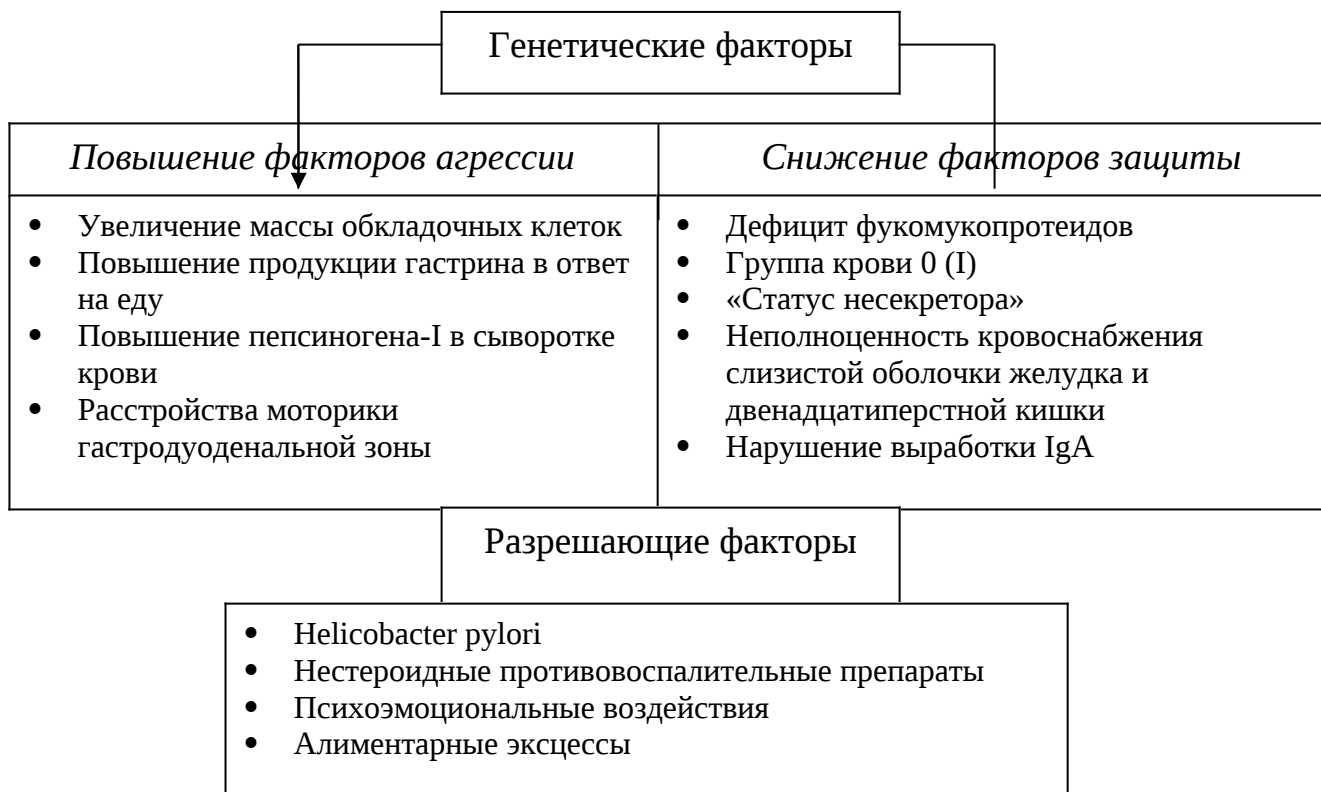 Генетические факторы
Повышение факторов агрессии
Снижение факторов защиты
• Увеличение массы обкладочных клеток
• Повышение продукции гастрина в ответ
на еду
• Повышение пепсиногена-I в сыворотке
крови
• Расстройства моторики
гастродуоденальной зоны
• Дефицит фукомукопротеидов
• Группа крови 0 (I)
• «Статус несекретора»
• Неполноценность кровоснабжения
слизистой оболочки желудка и
двенадцатиперстной кишки
• Нарушение выработки IgA
Разрешающие факторы
• Helicobacter pylori
• Нестероидные противовоспалительные препараты
• Психоэмоциональные воздействия
• Алиментарные эксцессы